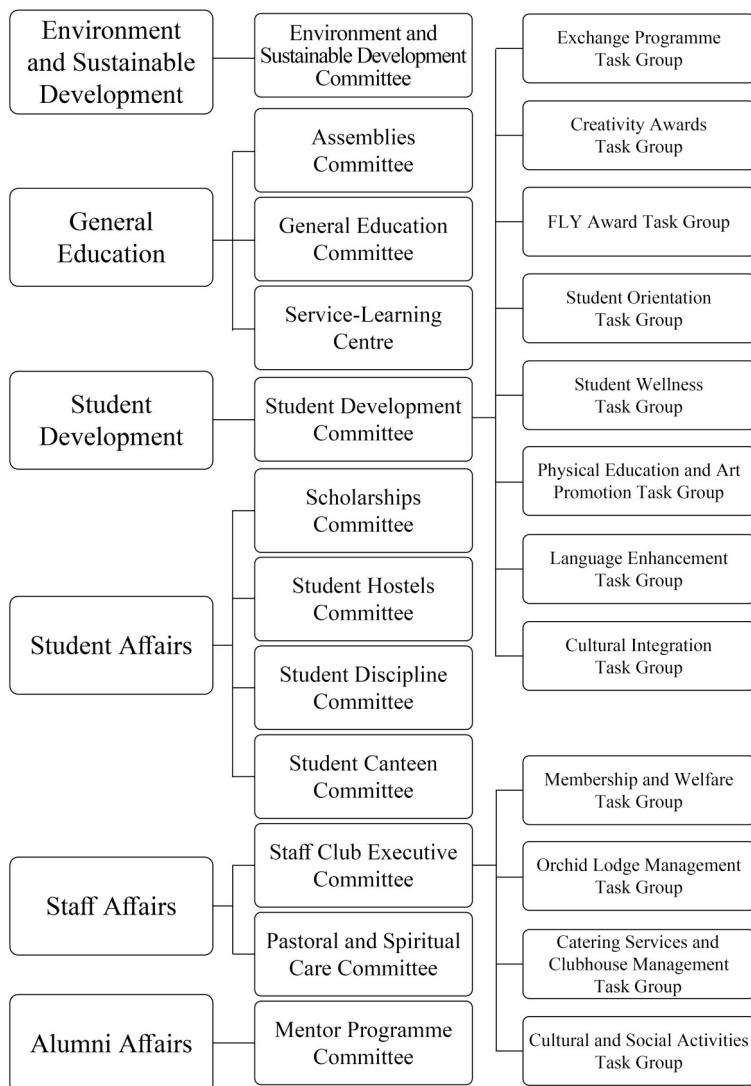 Environment
and Sustainable
Development
Environment and
Sustainable Development
Committee
Assemblies
Committee
General
Education
General Education
Committee
Service-Learning
Centre
Student
Development
Student Development
Committee
Exchange Programme
Task Group
Creativity Awards
Task Group
FLY Award Task Group
Student Orientation
Task Group
Student Wellness
Task Group
Physical Education and Art
Promotion Task Group
Language Enhancement
Task Group
Cultural Integration
Task Group
Student Affairs
Scholarships
Committee
Student Hostels
Committee
Student Discipline
Committee
Student Canteen
Committee
Staff Affairs
Staff Club Executive
Committee
Pastoral and Spiritual
Care Committee
Membership and Welfare
Task Group
Orchid Lodge Management
Task Group
Catering Services and
Clubhouse Management
Task Group
Cultural and Social Activities
Task Group
Alumni Affairs
Mentor Programme
Committee